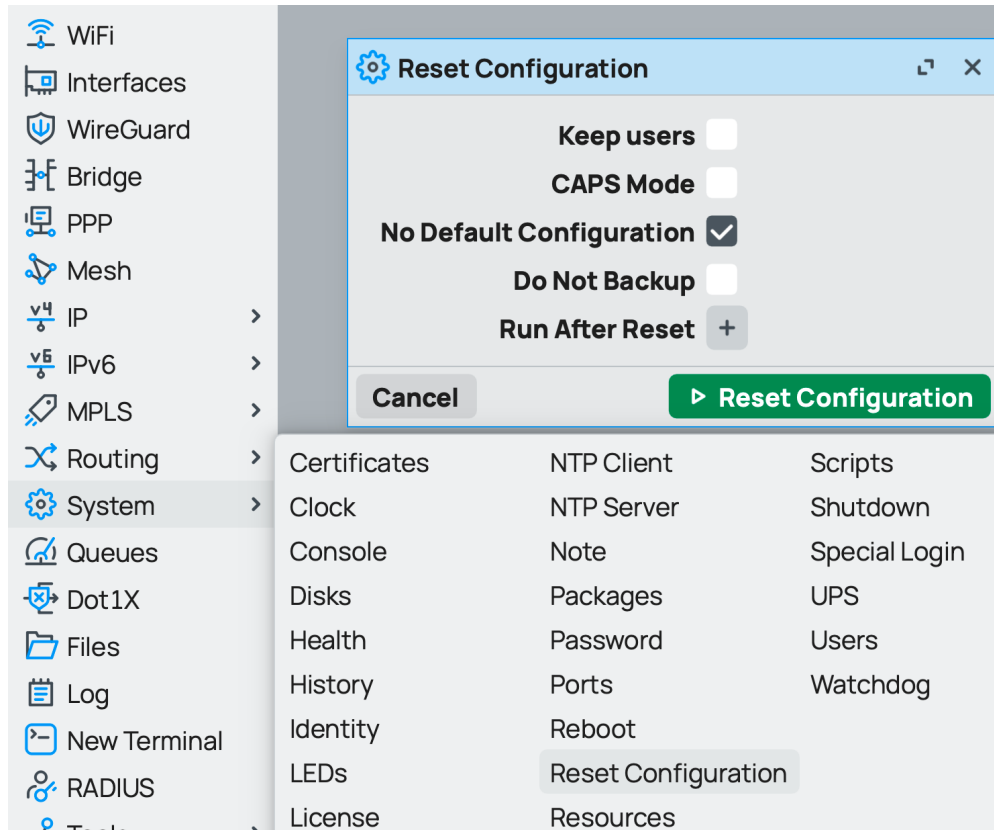 WiFi
Interfaces
WireGuard
Bridge
PPP
Mesh
v4 IP
v6 IPv6
MPLS
Routing
System
Queues
Dot1X
Files
Log
New Terminal
RADIUS
Reset Configuration
Keep users
CAPS Mode
No Default Configuration
Do Not Backup
Run After Reset
Cancel
Reset Configuration
Certificates
Clock
Console
Disks
Health
History
Identity
LEDs
License
NTP Client
NTP Server
Note
Packages
Password
Ports
Reboot
Reset Configuration
Resources
Scripts
Shutdown
Special Login
UPS
Users
Watchdog